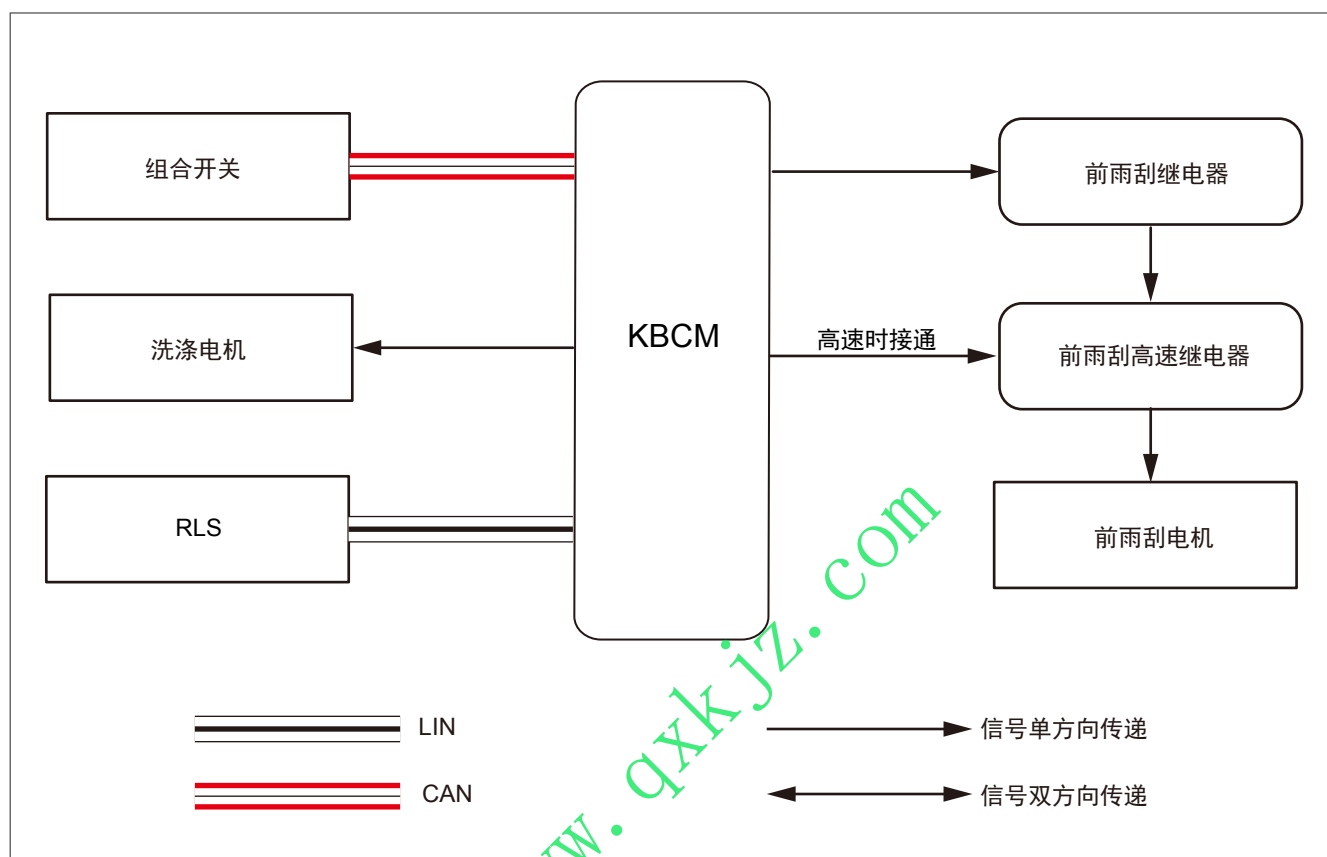 组合开关
前雨刮继电器
洗涤电机
KBCM
高速时接通
前雨刮高速继电器
RLS
前雨刮电机
LIN
信号单方向传递
CAN
信号双方向传递
w. qxkjz. com